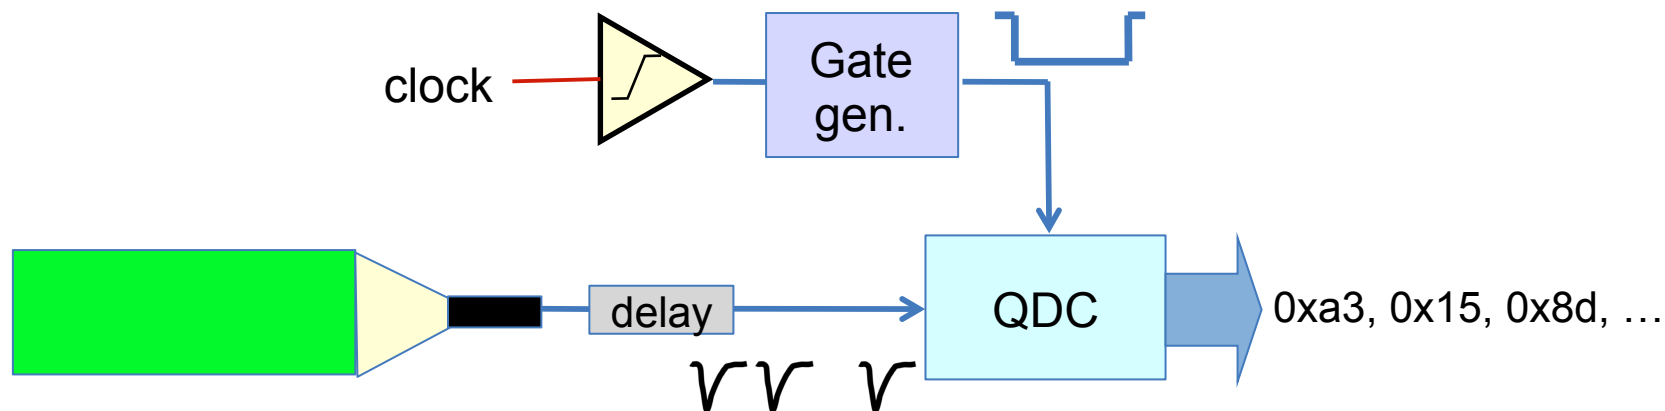 clock
Gate
gen.
delay
QDC
0xa3, 0x15, 0x8d, …